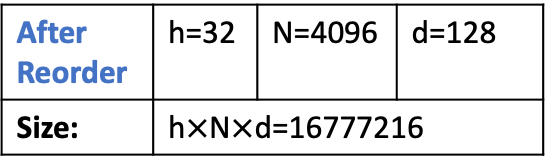 After Reorder h=32 N=4096 d=128
Size: h×N×d=16777216